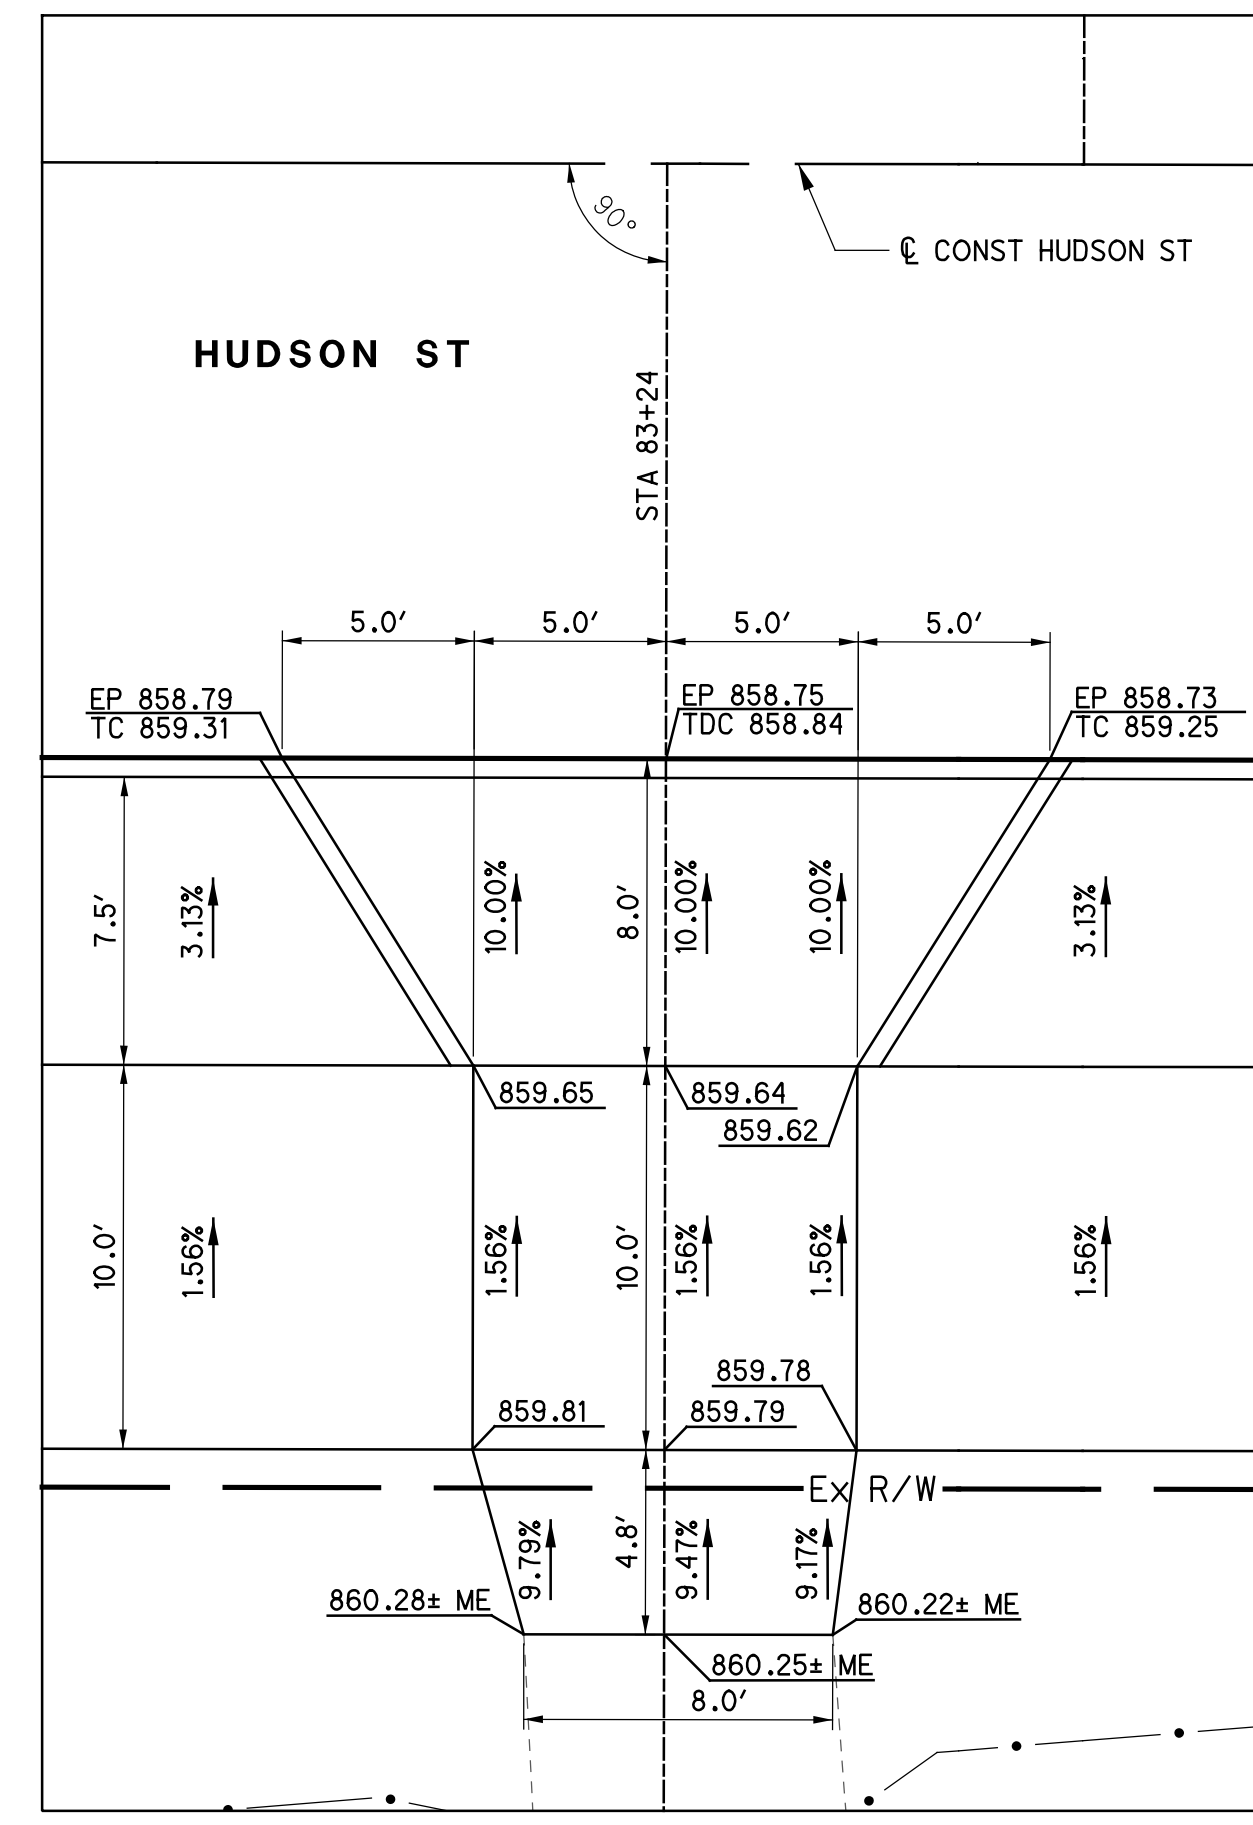 90°
℄ CONST HUDSON ST
HUDSON ST
STA 83+24
5.0′ 5.0′ 5.0′ 5.0′
EP 858.79
TC 859.31
EP 858.75
TDC 858.84
EP 858.73
TC 859.25
7.5′
3.13%
10.00%
8.0′
10.00%
10.00%
3.13%
859.65
859.64
859.62
10.0′
1.56%
1.56%
10.0′
1.56%
1.56%
1.56%
859.78
859.81
859.79
Ex R/W
9.79%
4.8′
9.47%
9.17%
860.28± ME
860.22± ME
860.25± ME
8.0′